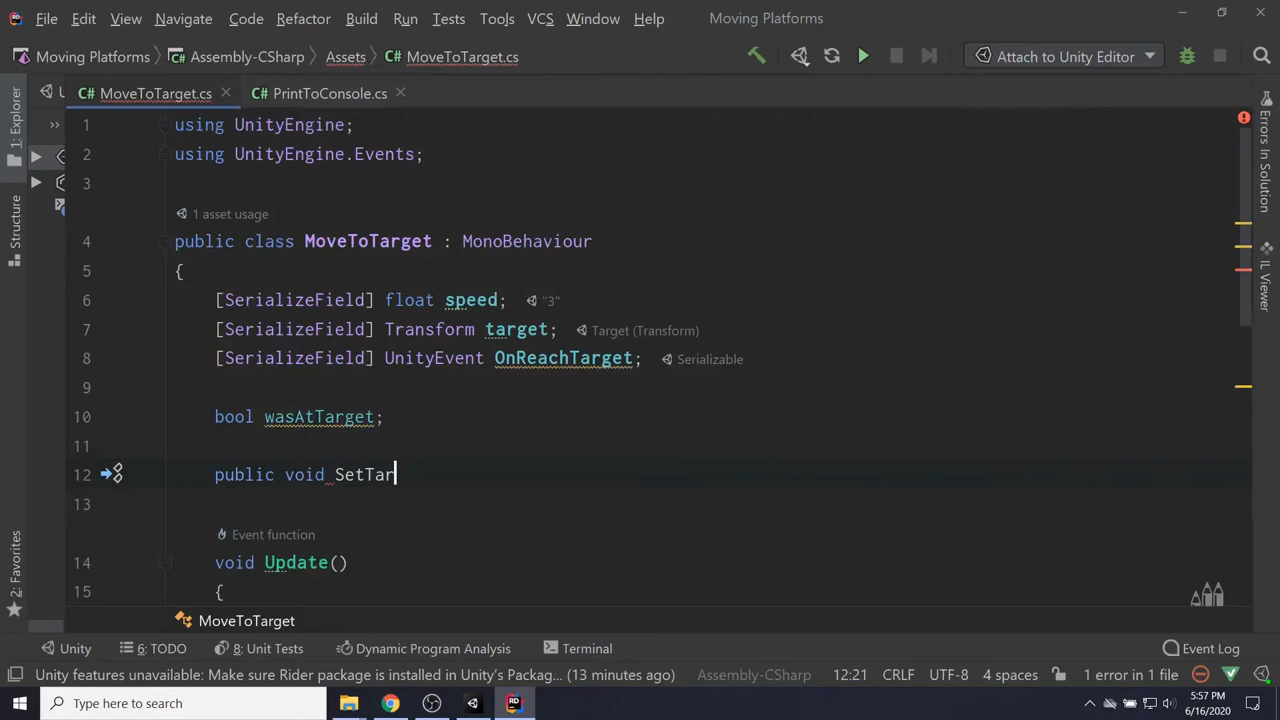 File Edit View Navigate Code Refactor Build Run Tests Tools VCS Window Help Moving Platforms
Moving Platforms Assembly-CSharp Assets C# MoveToTarget.cs Attach to Unity Editor
C# MoveToTarget.cs C# PrintToConsole.cs
1 using UnityEngine;
2 using UnityEngine.Events;
3
1 asset usage
4 public class MoveToTarget : MonoBehaviour
5 {
6 [SerializeField] float speed; "3"
7 [SerializeField] Transform target; Target (Transform)
8 [SerializeField] UnityEvent OnReachTarget; Serializable
9
10 bool wasAtTarget;
11
12 public void SetTar
13
Event function
14 void Update()
15 {
MoveToTarget
1: Explorer
Structure
2: Favorites
Errors In Solution
IL Viewer
Unity 6: TODO 8: Unit Tests Dynamic Program Analysis Terminal Event Log
Unity features unavailable: Make sure Rider package is installed in Unity's Packag... (13 minutes ago) Assembly-CSharp 12:21 CRLF UTF-8 4 spaces 1 error in 1 file
Type here to search 5:57 PM
6/16/2020